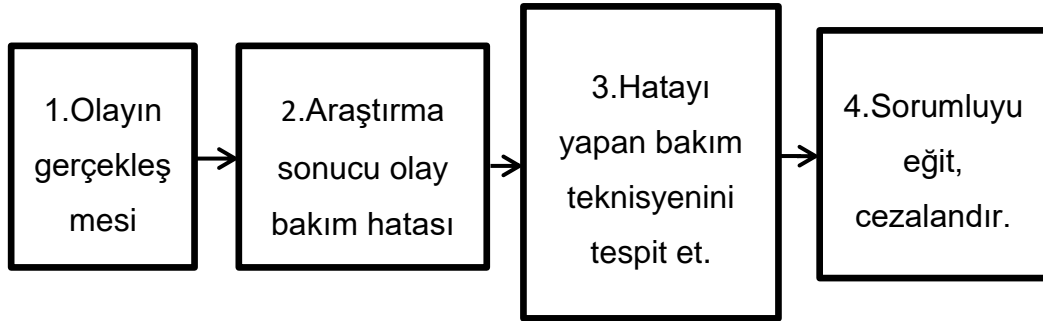 1.Olayın
gerçekleş
mesi
2.Araştırma
sonucu olay
bakım hatası
3.Hatayı
yapan bakım
teknisyenini
tespit et.
4.Sorumluyu
eğit,
cezalandır.